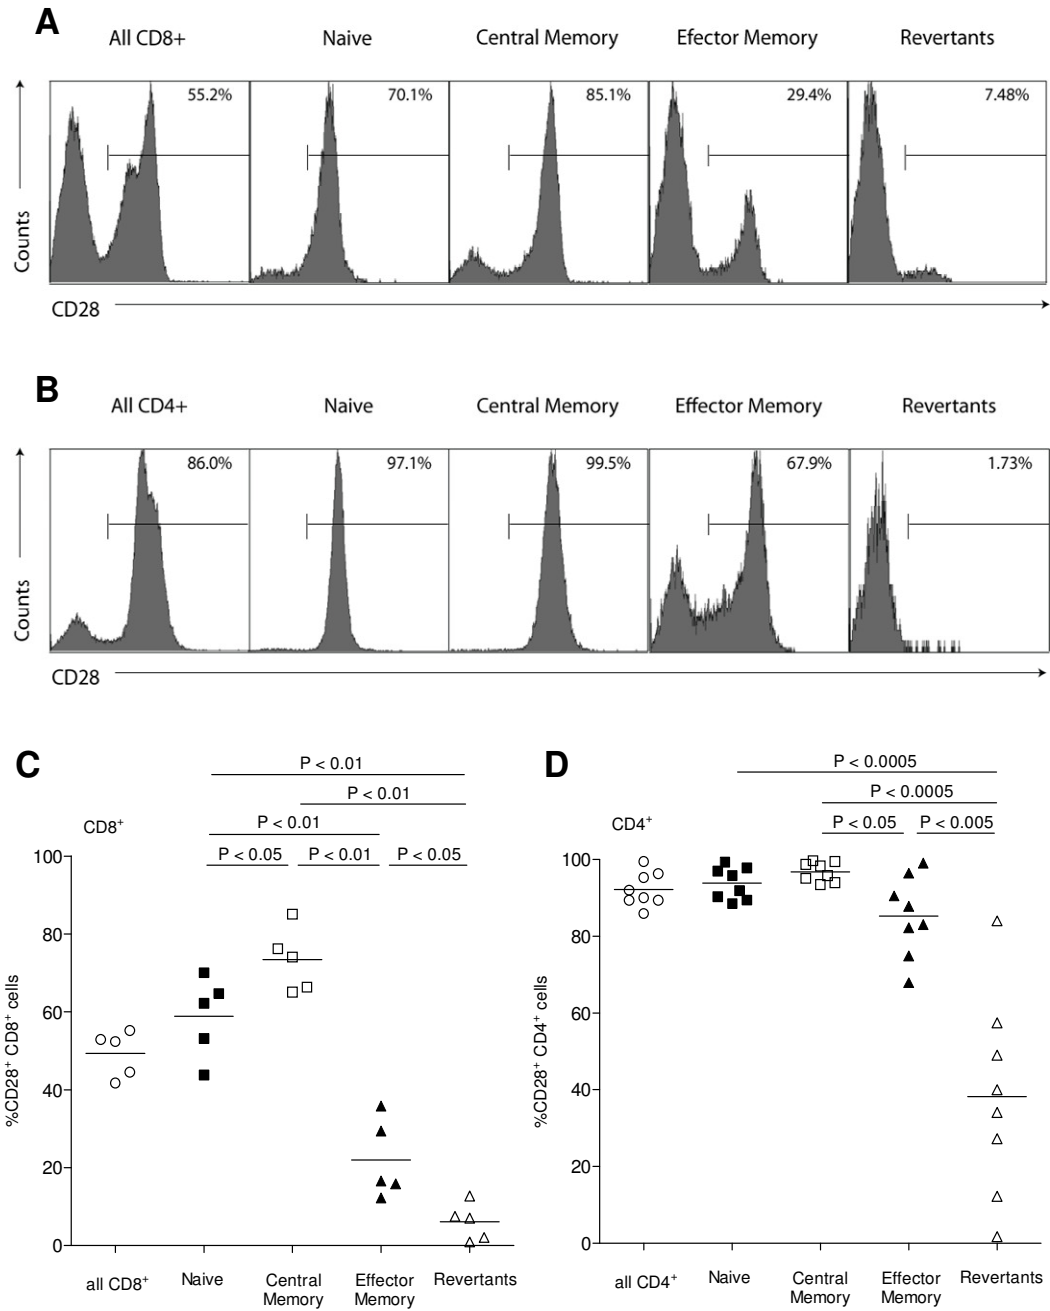 A
All CD8+ Naive Central Memory Efector Memory Revertants
55.2% 70.1% 85.1% 29.4% 7.48%
Counts
CD28
B
All CD4+ Naive Central Memory Effector Memory Revertants
86.0% 97.1% 99.5% 67.9% 1.73%
Counts
CD28
C
P < 0.01
P < 0.01
P < 0.01
P < 0.05 P < 0.01 P < 0.05
CD8+
%CD28+ CD8+ cells
100
80
60
40
20
0
all CD8+ Naive Central Memory Effector Memory Revertants
D
P < 0.0005
P < 0.0005
P < 0.05 P < 0.005
CD4+
%CD28+ CD4+ cells
100
80
60
40
20
0
all CD4+ Naive Central Memory Effector Memory Revertants